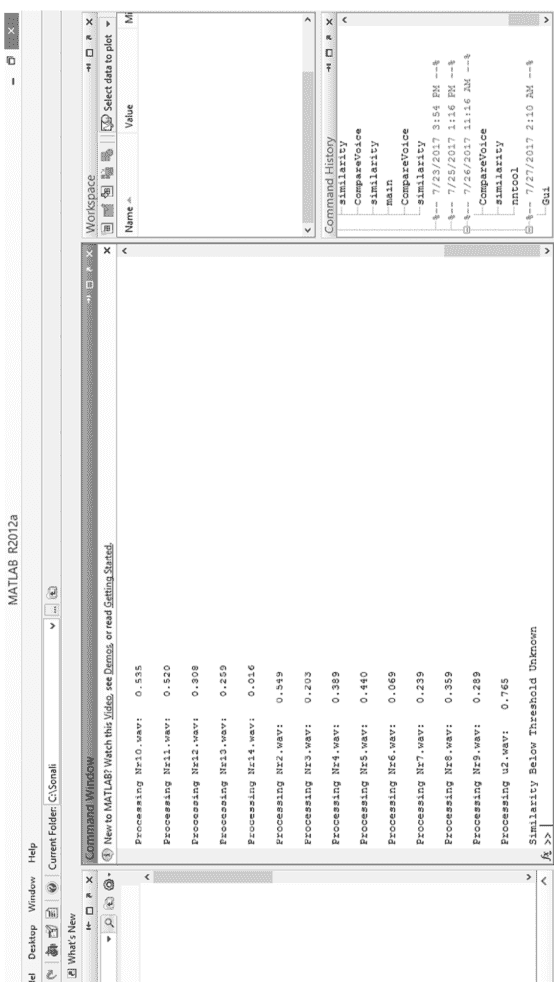 MATLAB R2012a
lel Desktop Window Help
Current Folder: C:\Sonali
What's New
Command Window
New to MATLAB? Watch this Video, see Demos, or read Getting Started.
Processing Nr10.wav: 0.535
Processing Nr11.wav: 0.520
Processing Nr12.wav: 0.308
Processing Nr13.wav: 0.259
Processing Nr14.wav: 0.016
Processing Nr2.wav: 0.549
Processing Nr3.wav: 0.203
Processing Nr4.wav: 0.389
Processing Nr5.wav: 0.440
Processing Nr6.wav: 0.069
Processing Nr7.wav: 0.239
Processing Nr8.wav: 0.359
Processing Nr9.wav: 0.289
Processing u2.wav: 0.765
Similarity Below Threshold Unknown
fx >>
Workspace
Select data to plot
Name Value Mi
Command History
similarity
CompareVoice
similarity
main
CompareVoice
similarity
%-- 7/23/2017 3:54 PM --%
%-- 7/25/2017 1:16 PM --%
%-- 7/26/2017 11:16 AM --%
CompareVoice
similarity
nntool
%-- 7/27/2017 2:10 AM --%
Gui